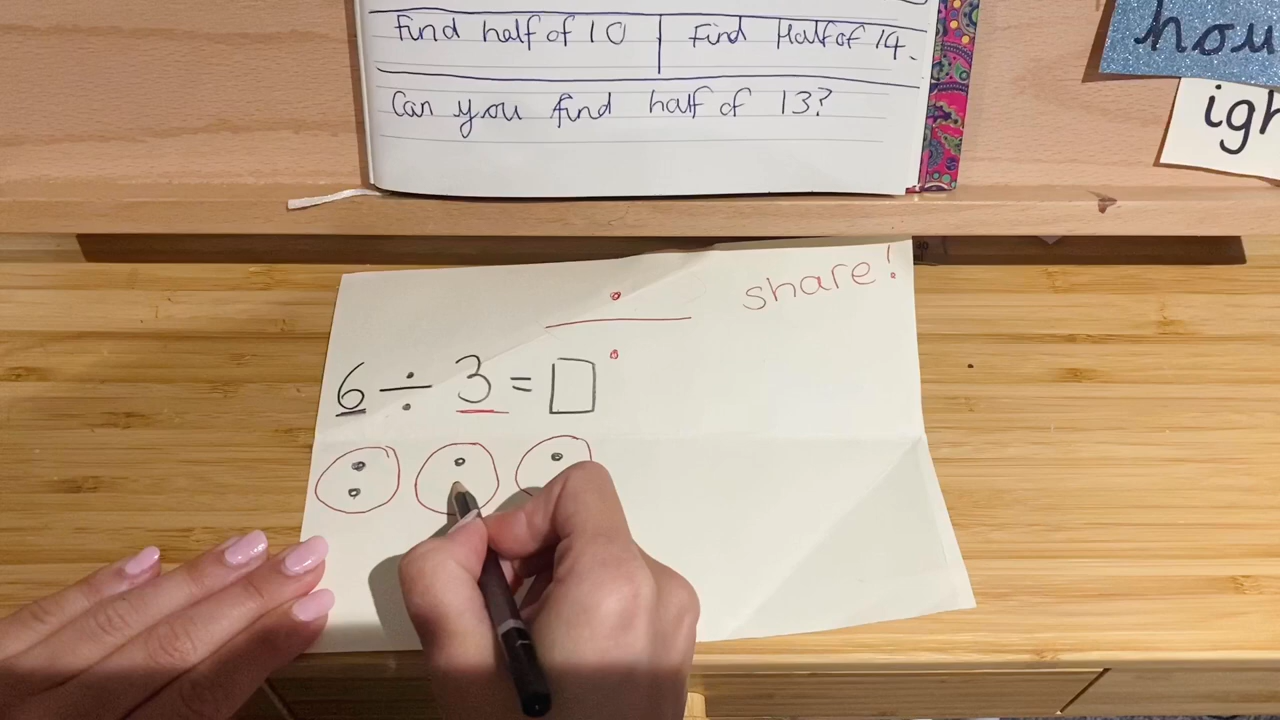 Find half of 10 | Find Half of 14.
Can you find half of 13?
hou
igh
share!
÷
6 ÷ 3 = □